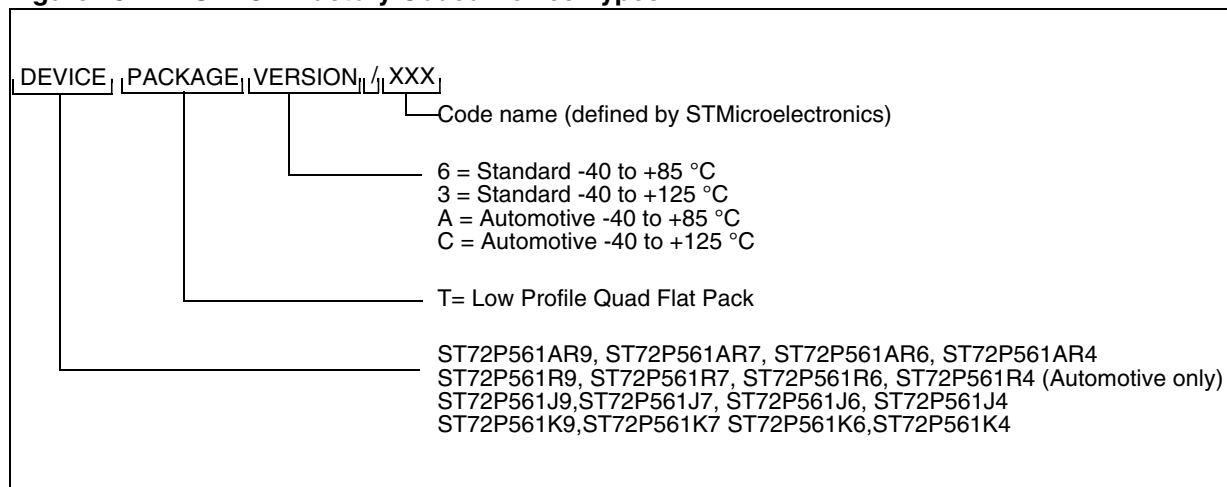 DEVICE PACKAGE VERSION / XXX
Code name (defined by STMicroelectronics)
6 = Standard -40 to +85 °C
3 = Standard -40 to +125 °C
A = Automotive -40 to +85 °C
C = Automotive -40 to +125 °C
T= Low Profile Quad Flat Pack
ST72P561AR9, ST72P561AR7, ST72P561AR6, ST72P561AR4
ST72P561R9, ST72P561R7, ST72P561R6, ST72P561R4 (Automotive only)
ST72P561J9,ST72P561J7, ST72P561J6, ST72P561J4
ST72P561K9,ST72P561K7 ST72P561K6,ST72P561K4